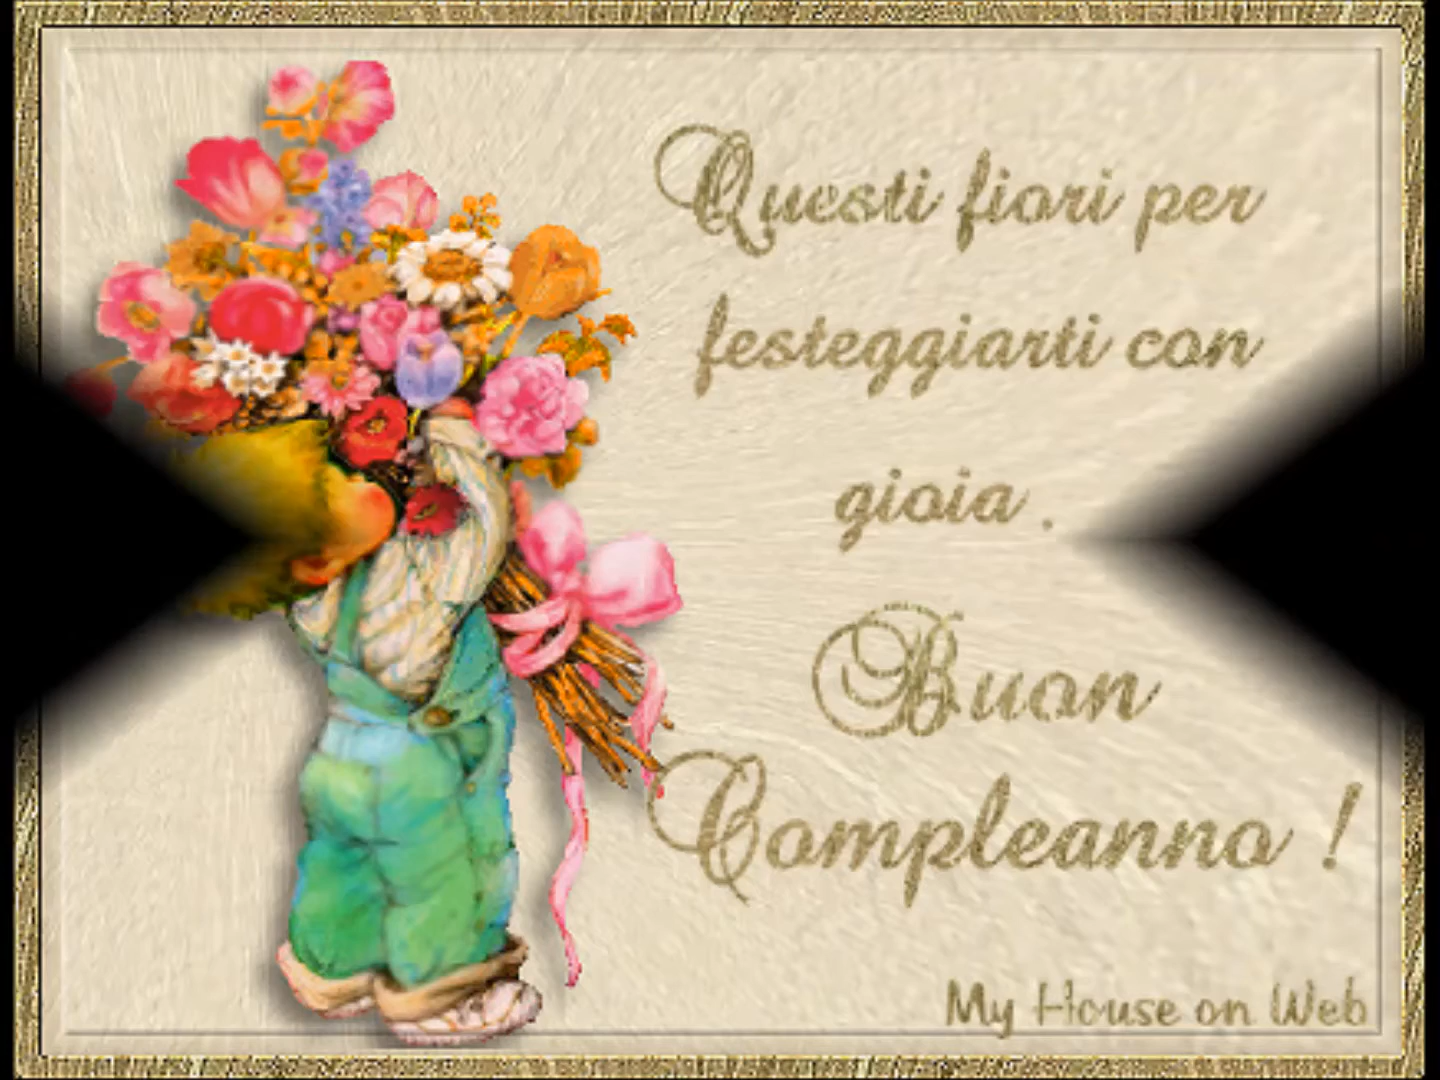 Questi fiori per
festeggiarti con
gioia .
Buon
Compleanno !
My House on Web